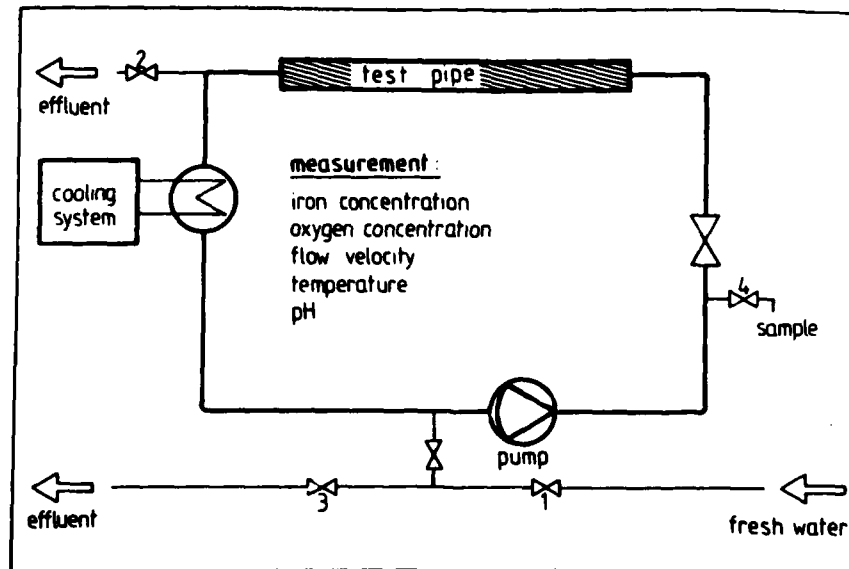 2
test pipe
effluent
cooling
system
measurement :
iron concentration
oxygen concentration
flow velocity
temperature
pH
4
sample
pump
3
1
effluent
fresh water